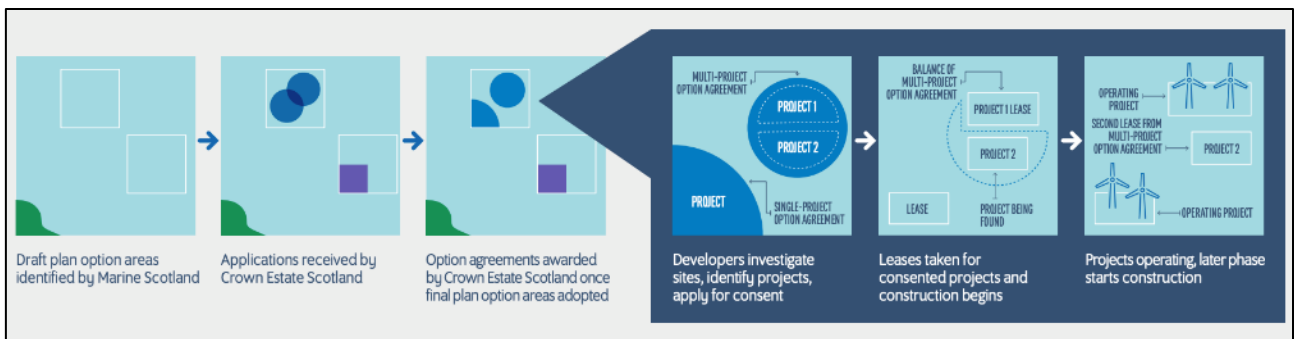 MULTI-PROJECT
OPTION AGREEMENT
PROJECT 1
PROJECT 2
PROJECT
SINGLE-PROJECT
OPTION AGREEMENT
BALANCE OF
MULTI-PROJECT
OPTION AGREEMENT
PROJECT 1 LEASE
PROJECT 2
LEASE
PROJECT BEING
FOUND
OPERATING
PROJECT
SECOND LEASE FROM
MULTI-PROJECT
OPTION AGREEMENT
PROJECT 2
OPERATING PROJECT
Draft plan option areas
identified by Marine Scotland
Applications received by
Crown Estate Scotland
Option agreements awarded
by Crown Estate Scotland once
final plan option areas adopted
Developers investigate
sites, identify projects,
apply for consent
Leases taken for
consented projects and
construction begins
Projects operating, later phase
starts construction